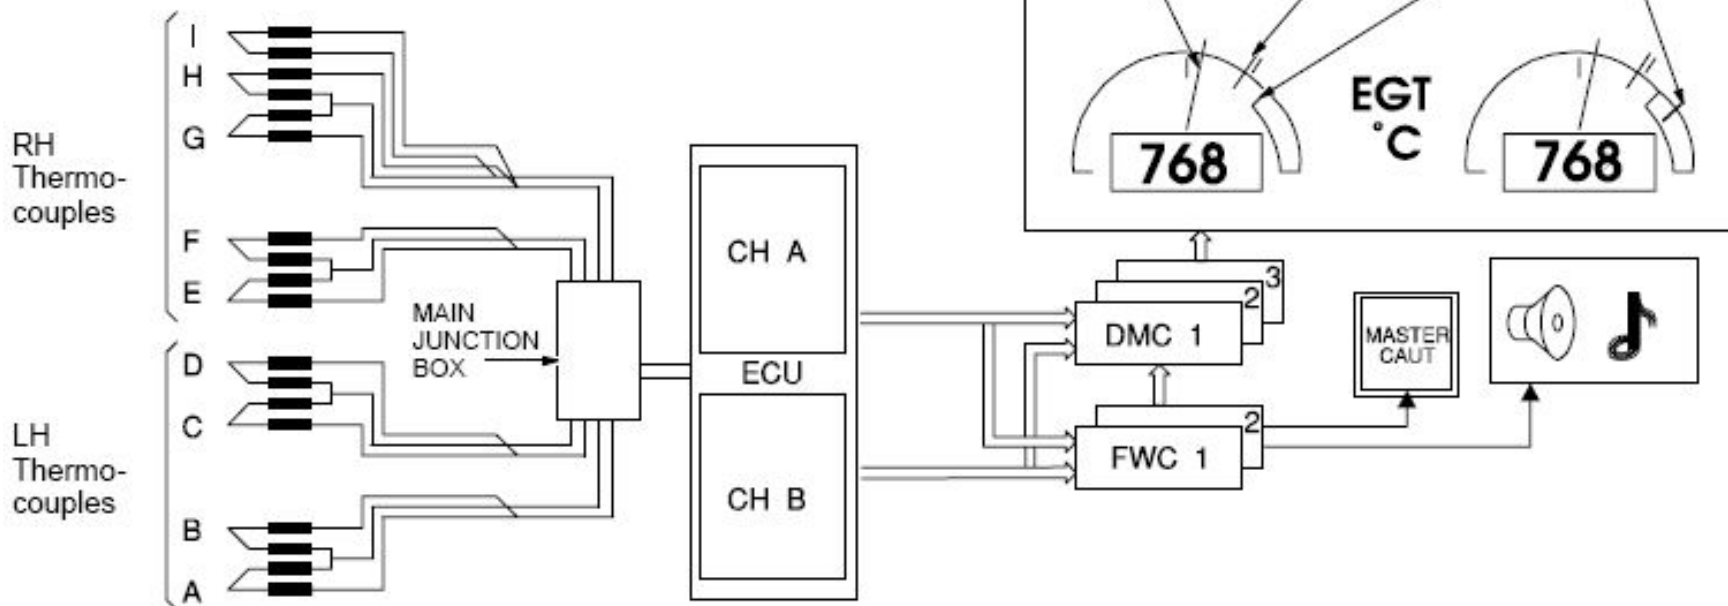 I
H
G
RH
Thermo-
couples
F
E
D
C
LH
Thermo-
couples
B
A
MAIN
JUNCTION
BOX
CH A
ECU
CH B
EGT
°C
768
768
3
2
DMC 1
2
FWC 1
MASTER
CAUT